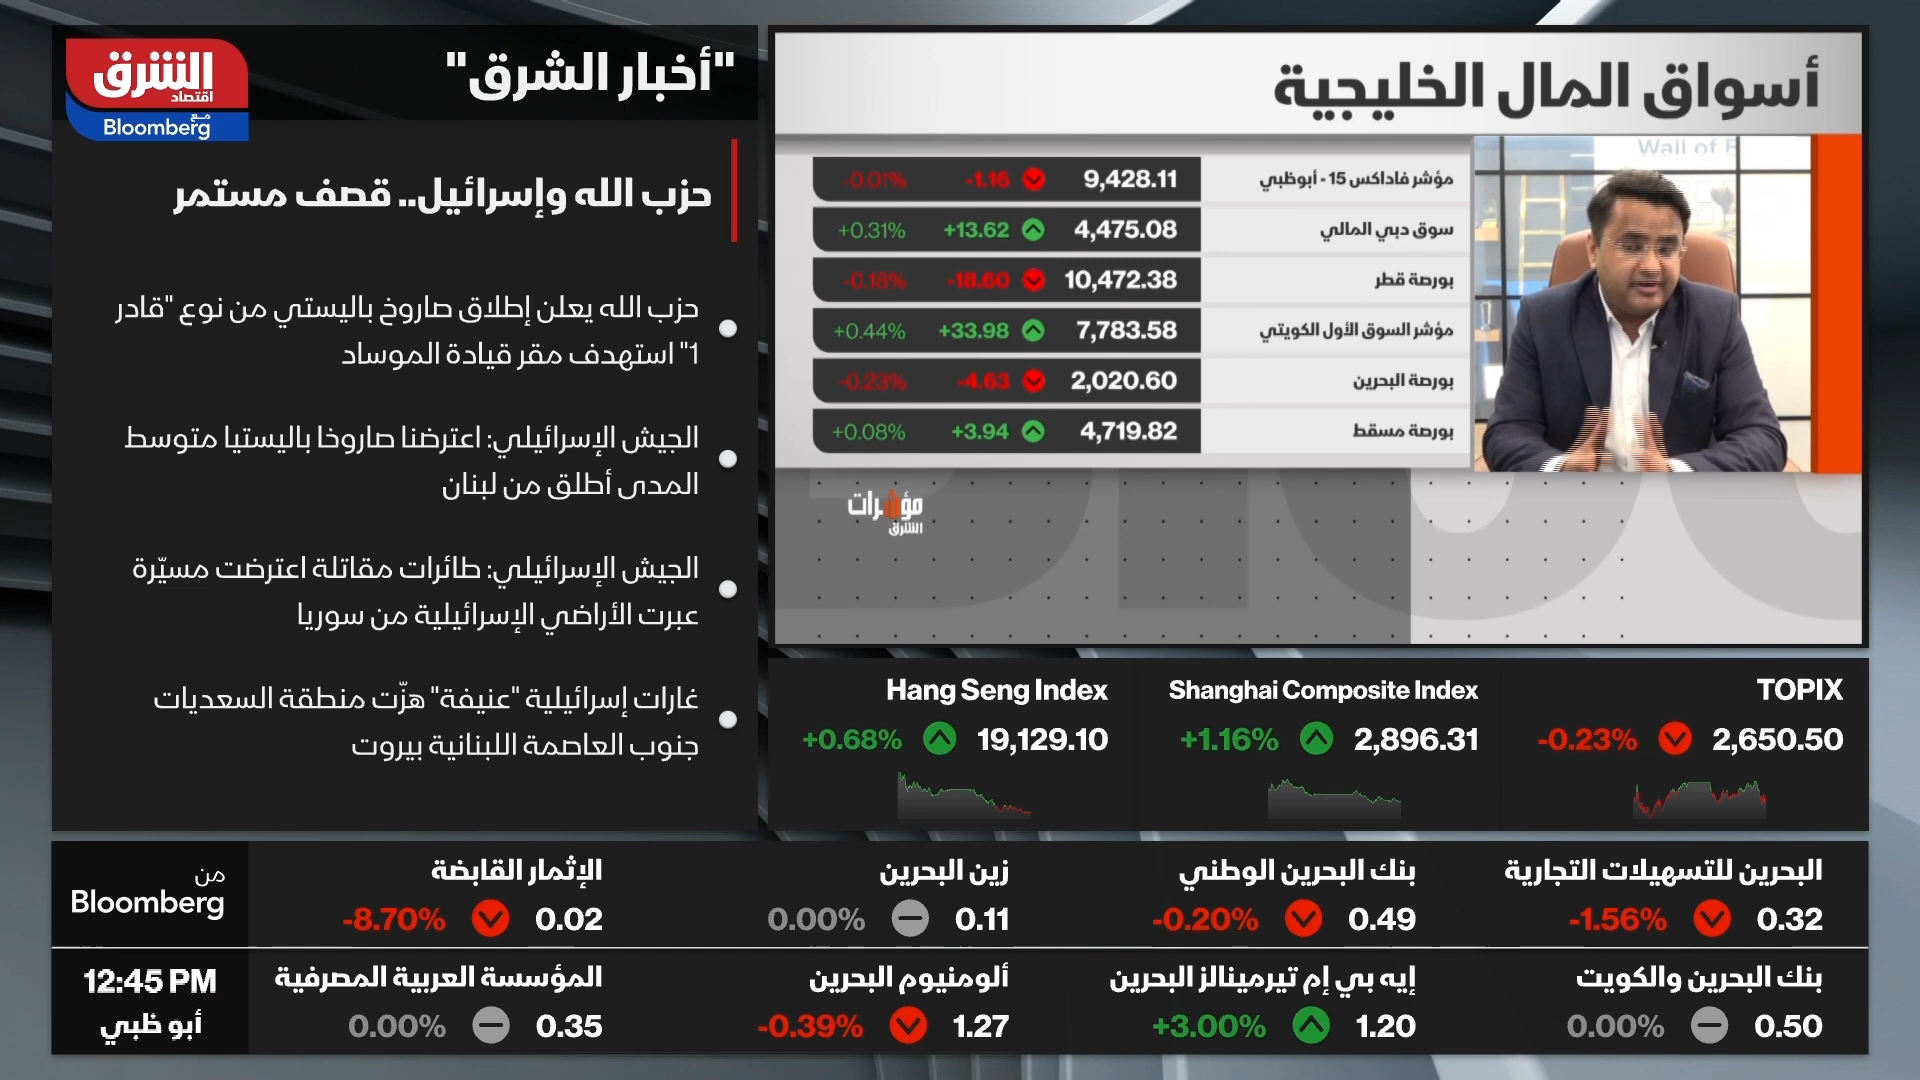 الشرق
اقتصاد
مع
Bloomberg
"أخبار الشرق"
حزب الله وإسرائيل.. قصف مستمر
حزب الله يعلن إطلاق صاروخ باليستي من نوع "قادر
1" استهدف مقر قيادة الموساد
الجيش الإسرائيلي: اعترضنا صاروخا باليستيا متوسط
المدى أطلق من لبنان
الجيش الإسرائيلي: طائرات مقاتلة اعترضت مسيّرة
عبرت الأراضي الإسرائيلية من سوريا
غارات إسرائيلية "عنيفة" هزّت منطقة السعديات
جنوب العاصمة اللبنانية بيروت
أسواق المال الخليجية
Wall of
مؤشر فاداكس 15 - أبوظبي 9,428.11 -1.16 -0.01%
سوق دبي المالي 4,475.08 +13.62 +0.31%
بورصة قطر 10,472.38 -18.60 -0.18%
مؤشر السوق الأول الكويتي 7,783.58 +33.98 +0.44%
بورصة البحرين 2,020.60 -4.63 -0.23%
بورصة مسقط 4,719.82 +3.94 +0.08%
مؤشرات
الشرق
TOPIX
2,650.50 -0.23%
Shanghai Composite Index
2,896.31 +1.16%
Hang Seng Index
19,129.10 +0.68%
البحرين للتسهيلات التجارية
0.32 -1.56%
بنك البحرين الوطني
0.49 -0.20%
زين البحرين
0.11 0.00%
الإثمار القابضة
0.02 -8.70%
من
Bloomberg
بنك البحرين والكويت
0.50 0.00%
إيه بي إم تيرمينالز البحرين
1.20 +3.00%
ألومنيوم البحرين
1.27 -0.39%
المؤسسة العربية المصرفية
0.35 0.00%
12:45 PM
أبو ظبي